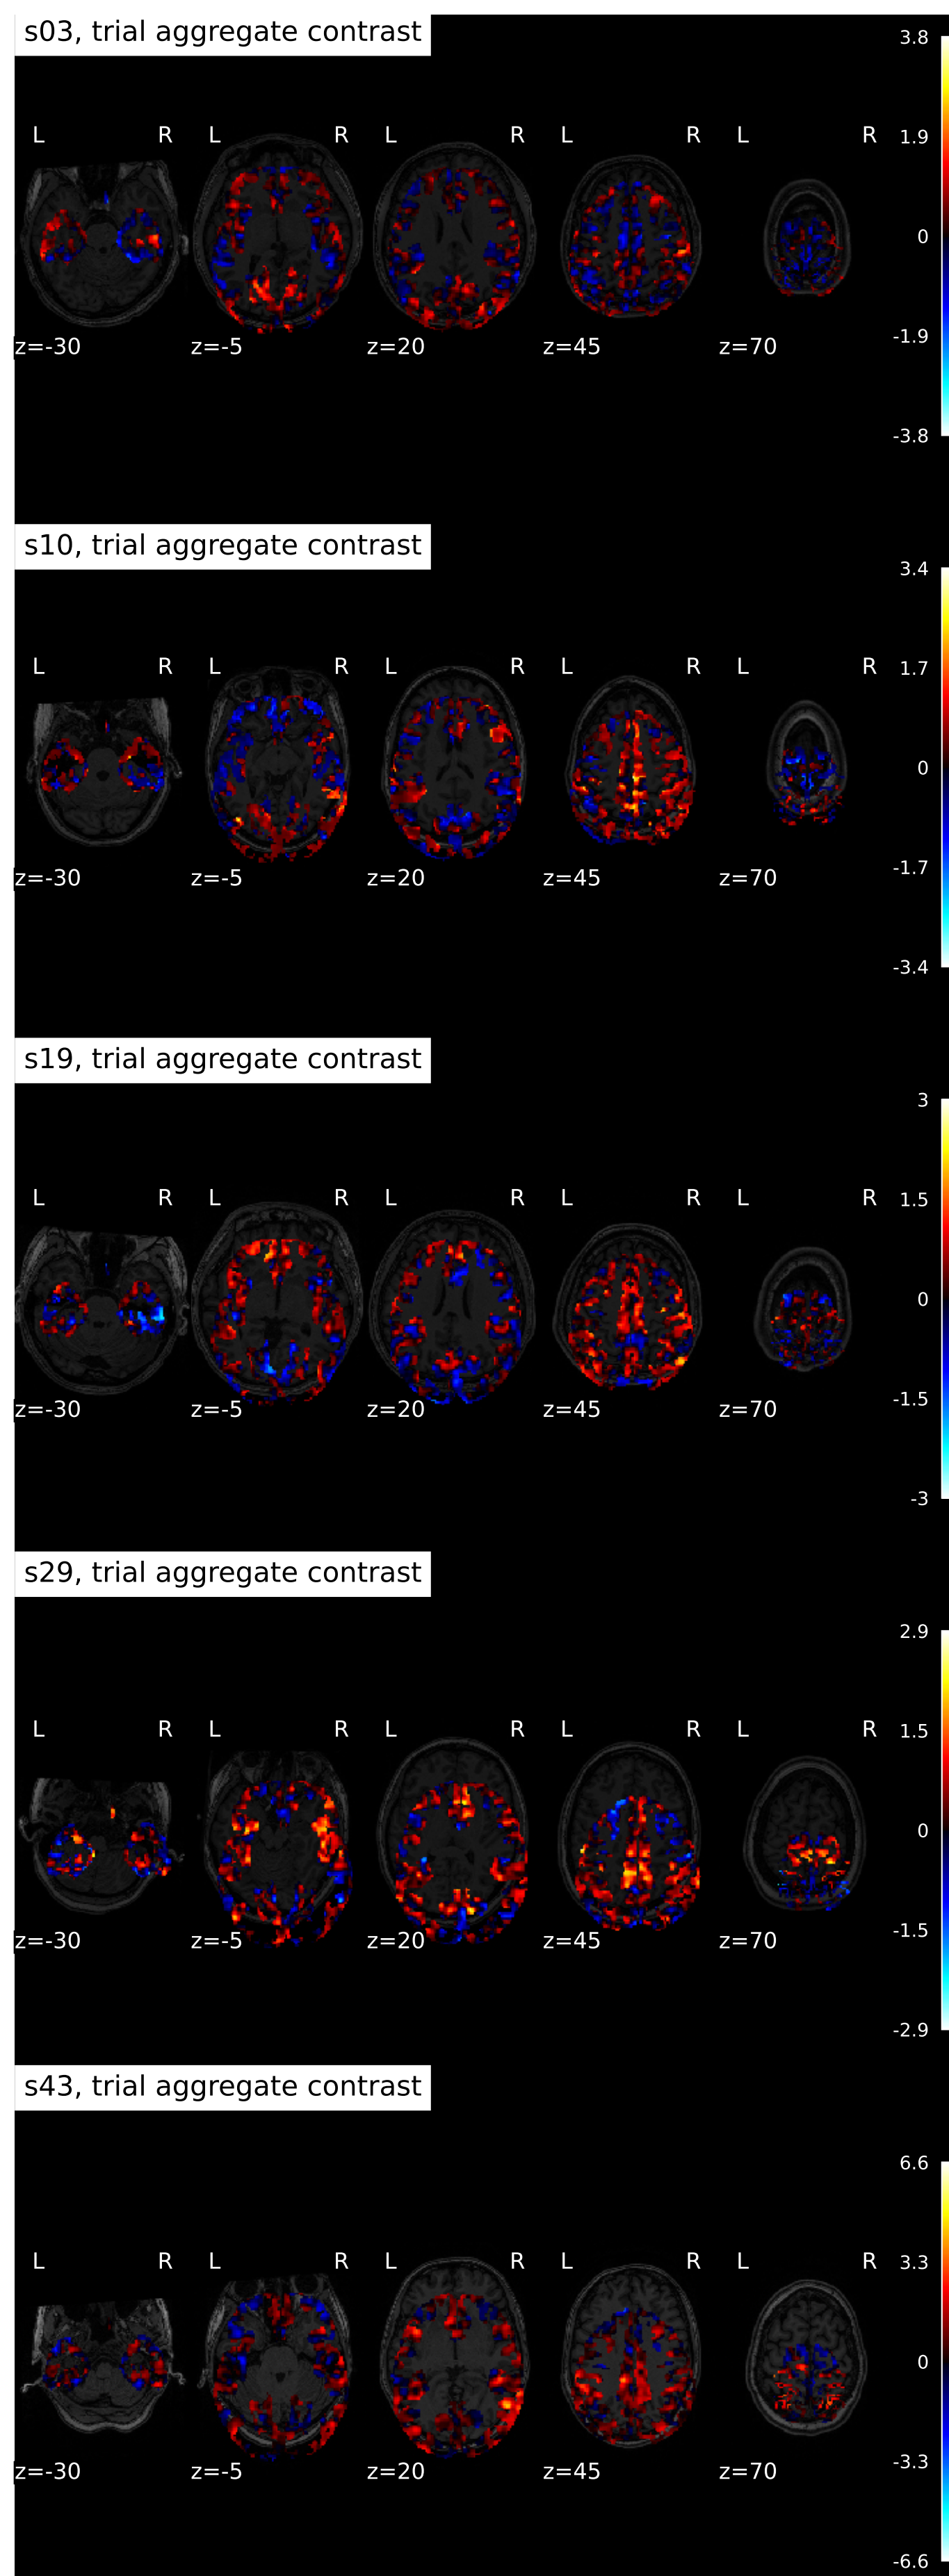 s03, trial aggregate contrast
3.8
L R L R L R L R L R
1.9
0
-1.9
z=-30 z=-5 z=20 z=45 z=70
-3.8
s10, trial aggregate contrast
3.4
L R L R L R L R L R
1.7
0
-1.7
z=-30 z=-5 z=20 z=45 z=70
-3.4
s19, trial aggregate contrast
3
L R L R L R L R L R
1.5
0
-1.5
z=-30 z=-5 z=20 z=45 z=70
-3
s29, trial aggregate contrast
2.9
L R L R L R L R L R
1.5
0
-1.5
z=-30 z=-5 z=20 z=45 z=70
-2.9
s43, trial aggregate contrast
6.6
L R L R L R L R L R
3.3
0
-3.3
z=-30 z=-5 z=20 z=45 z=70
-6.6